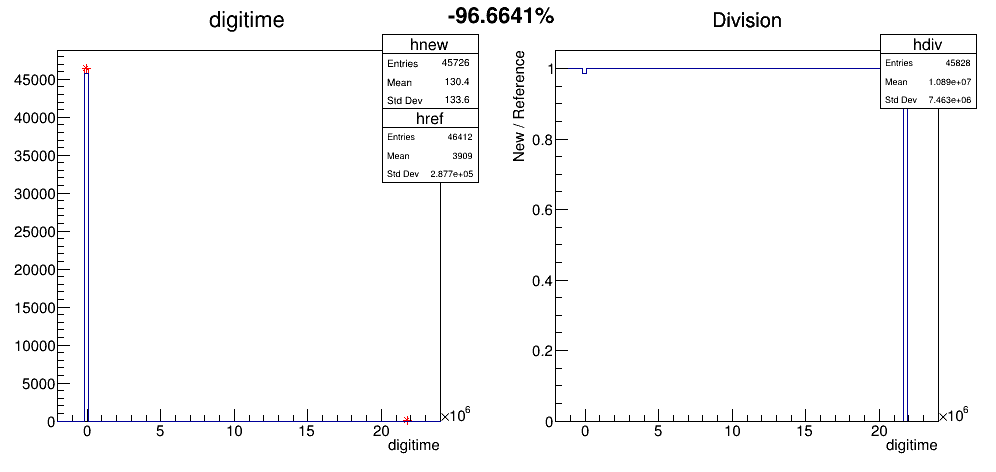 digitime
-96.6641%
Division
hnew
Entries 45726
Mean 130.4
Std Dev 133.6
href
Entries 46412
Mean 3909
Std Dev 2.877e+05
45000
40000
35000
30000
25000
20000
15000
10000
5000
0
0 5 10 15 20 ×10⁶
digitime
hdiv
Entries 45828
Mean 1.089e+07
Std Dev 7.463e+06
New / Reference
1
0.8
0.6
0.4
0.2
0
0 5 10 15 20 ×10⁶
digitime